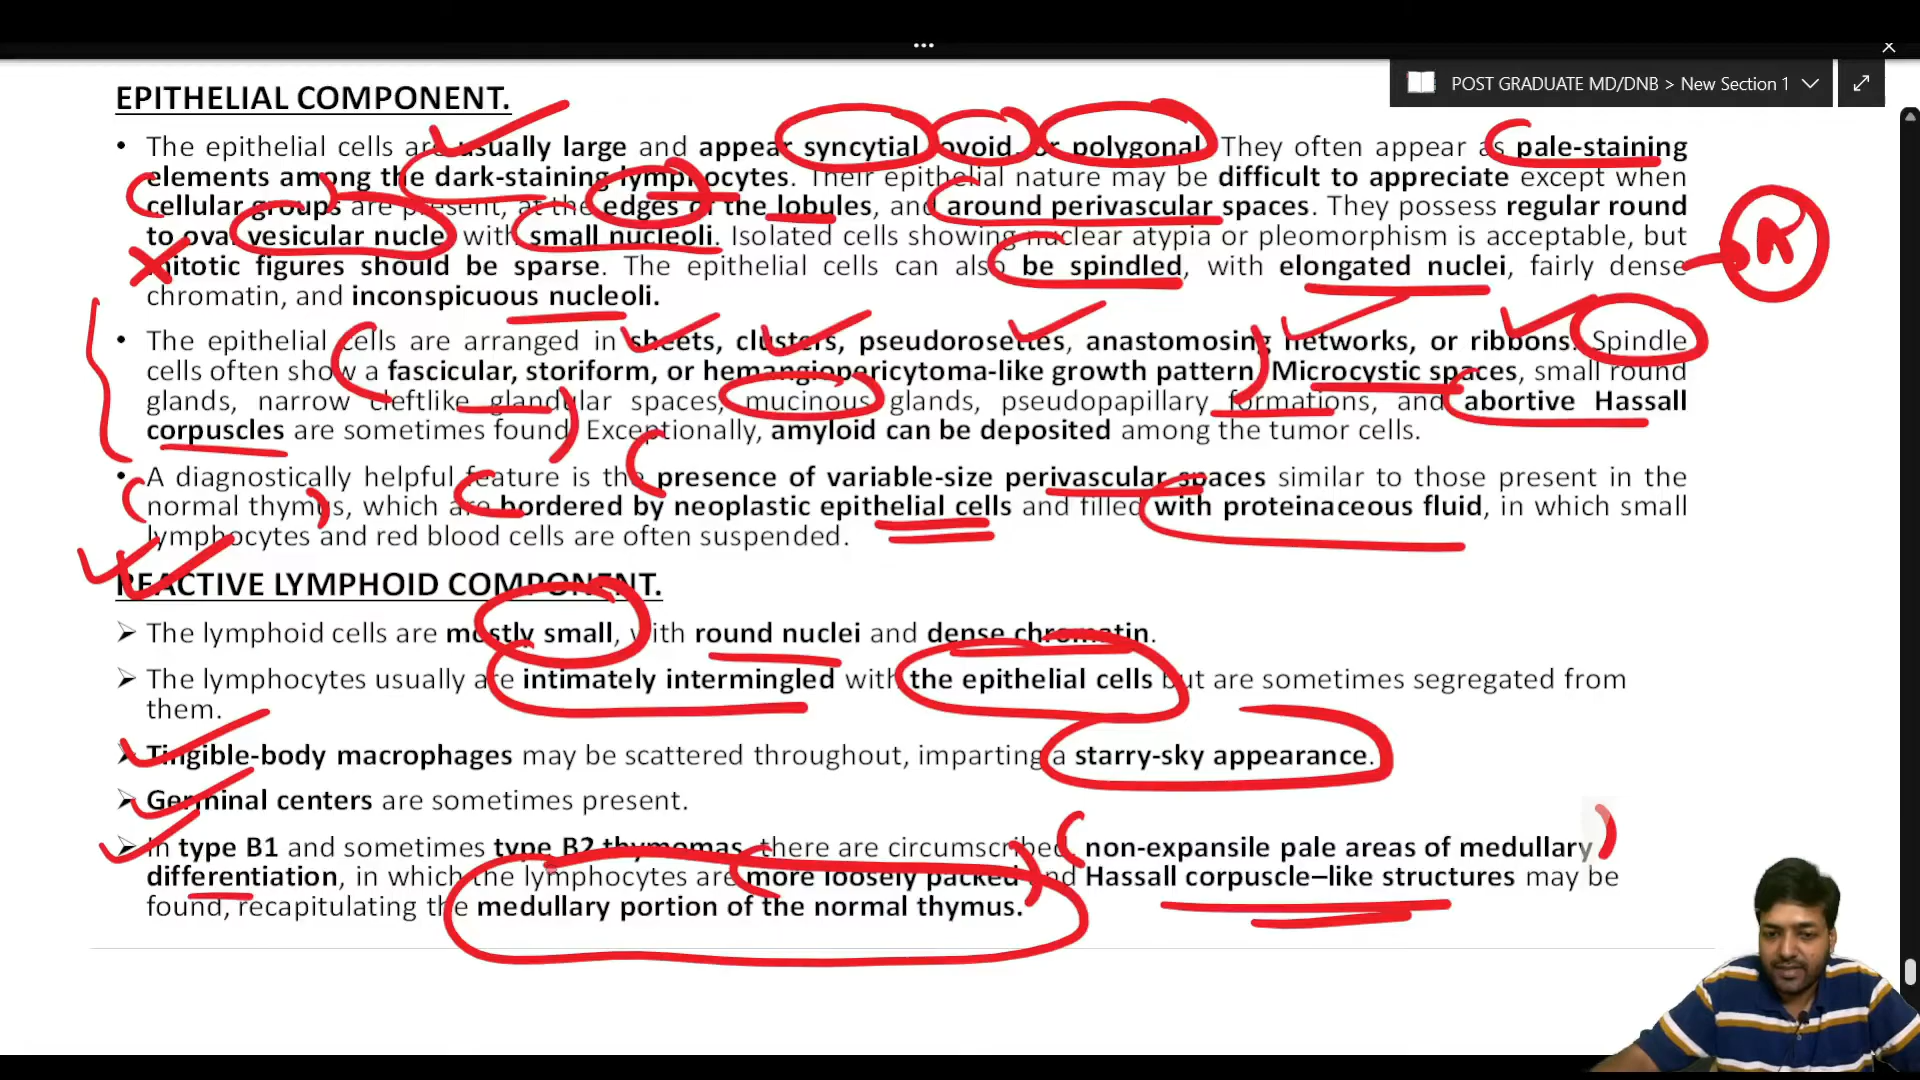 •••
POST GRADUATE MD/DNB > New Section 1
EPITHELIAL COMPONENT.
• The epithelial cells are usually large and appear syncytial, ovoid, or polygonal. They often appear as pale-staining
elements among the dark-staining lymphocytes. Their epithelial nature may be difficult to appreciate except when
cellular groups are present, at the edges of the lobules, and around perivascular spaces. They possess regular round
to oval vesicular nuclei with small nucleoli. Isolated cells showing nuclear atypia or pleomorphism is acceptable, but
mitotic figures should be sparse. The epithelial cells can also be spindled, with elongated nuclei, fairly dense
chromatin, and inconspicuous nucleoli.
A
• The epithelial cells are arranged in sheets, clusters, pseudorosettes, anastomosing networks, or ribbons. Spindle
cells often show a fascicular, storiform, or hemangiopericytoma-like growth pattern. Microcystic spaces, small round
glands, narrow cleftlike glandular spaces, mucinous glands, pseudopapillary formations, and abortive Hassall
corpuscles are sometimes found. Exceptionally, amyloid can be deposited among the tumor cells.
• A diagnostically helpful feature is the presence of variable-size perivascular spaces similar to those present in the
normal thymus, which are bordered by neoplastic epithelial cells and filled with proteinaceous fluid, in which small
lymphocytes and red blood cells are often suspended.
REACTIVE LYMPHOID COMPONENT.
➢ The lymphoid cells are mostly small, with round nuclei and dense chromatin.
➢ The lymphocytes usually are intimately intermingled with the epithelial cells but are sometimes segregated from
them.
➢ Tingible-body macrophages may be scattered throughout, imparting a starry-sky appearance.
➢ Germinal centers are sometimes present.
➢ In type B1 and sometimes type B2 thymomas, there are circumscribed, non-expansile pale areas of medullary
differentiation, in which the lymphocytes are more loosely packed and Hassall corpuscle–like structures may be
found, recapitulating the medullary portion of the normal thymus.